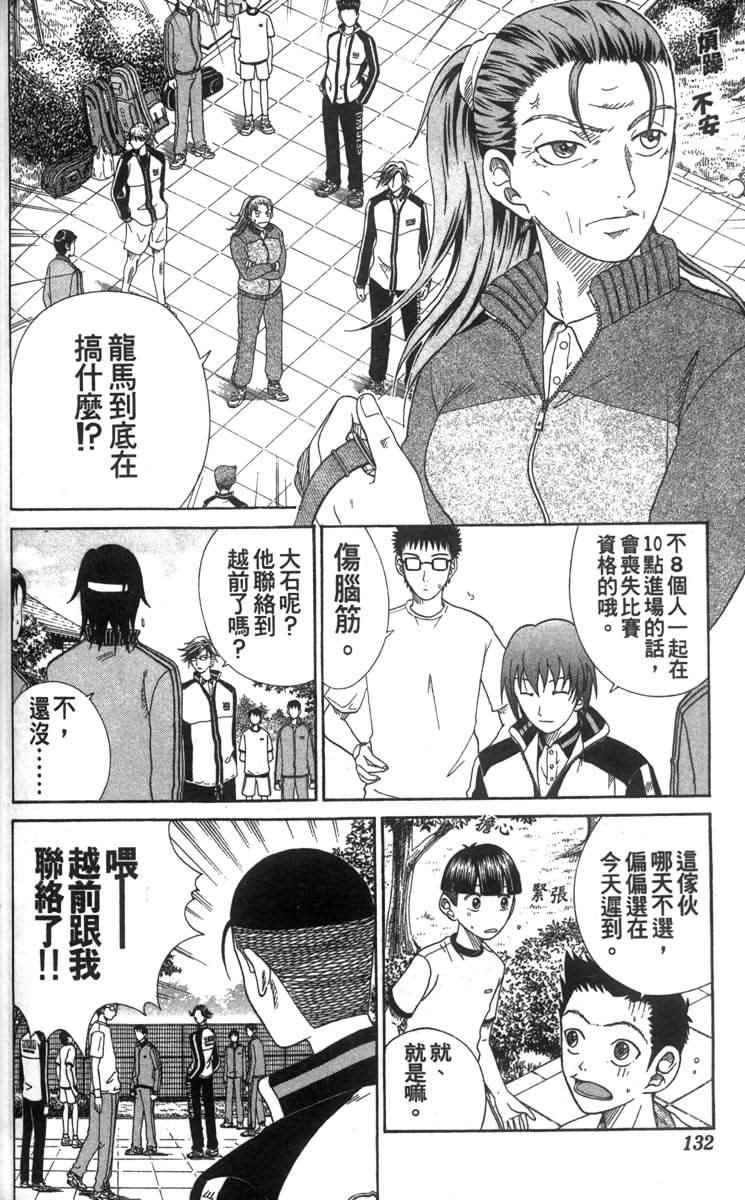 憤怒
不安
龍馬到底在
搞什麼!?
不8個人一起在
10點進場的話，
會喪失比賽
資格的哦。
傷腦筋。
大石呢？
他聯絡到
越前了嗎？
不，
還沒……
這傢伙
哪天不選，
偏偏選在
今天遲到。
擔心
緊張
就、
就是嘛。
喂——
越前跟我
聯絡了!!
132